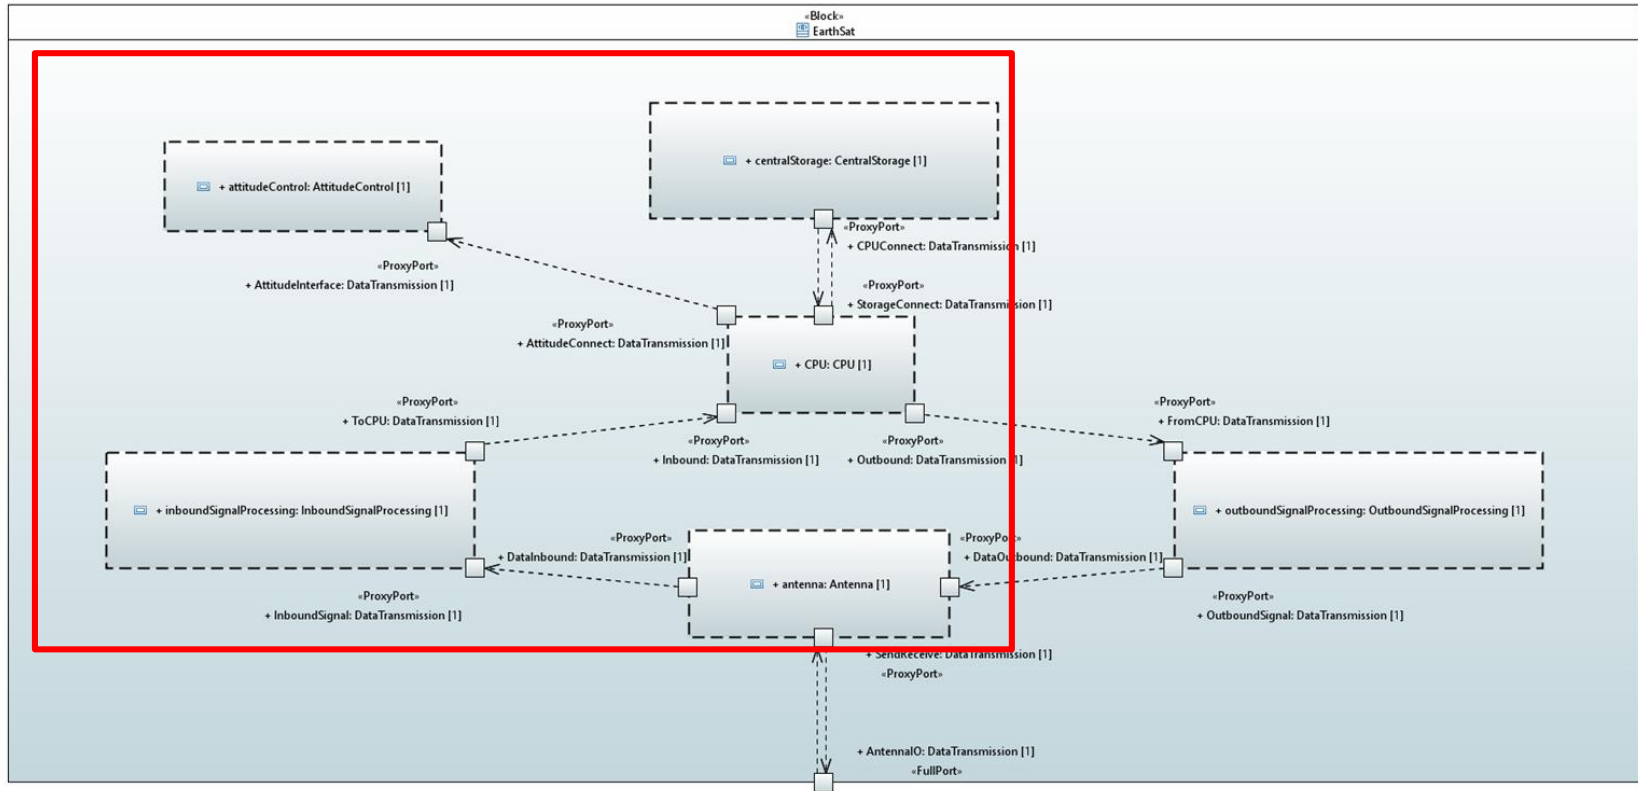 «Block»
EarthSat
+ centralStorage: CentralStorage [1]
+ attitudeControl: AttitudeControl [1]
«ProxyPort»
+ CPUConnect: DataTransmission [1]
«ProxyPort»
+ AttitudeInterface: DataTransmission [1]
«ProxyPort»
+ StorageConnect: DataTransmission [1]
«ProxyPort»
+ AttitudeConnect: DataTransmission [1]
+ CPU: CPU [1]
«ProxyPort»
+ ToCPU: DataTransmission [1]
«ProxyPort»
+ FromCPU: DataTransmission [1]
«ProxyPort»
+ Inbound: DataTransmission [1]
«ProxyPort»
+ Outbound: DataTransmission [1]
+ inboundSignalProcessing: InboundSignalProcessing [1]
+ outboundSignalProcessing: OutboundSignalProcessing [1]
«ProxyPort»
+ DataInbound: DataTransmission [1]
«ProxyPort»
+ DataOutbound: DataTransmission [1]
+ antenna: Antenna [1]
«ProxyPort»
+ InboundSignal: DataTransmission [1]
«ProxyPort»
+ OutboundSignal: DataTransmission [1]
+ SendReceive: DataTransmission [1]
«ProxyPort»
+ AntennaIO: DataTransmission [1]
«FullPort»